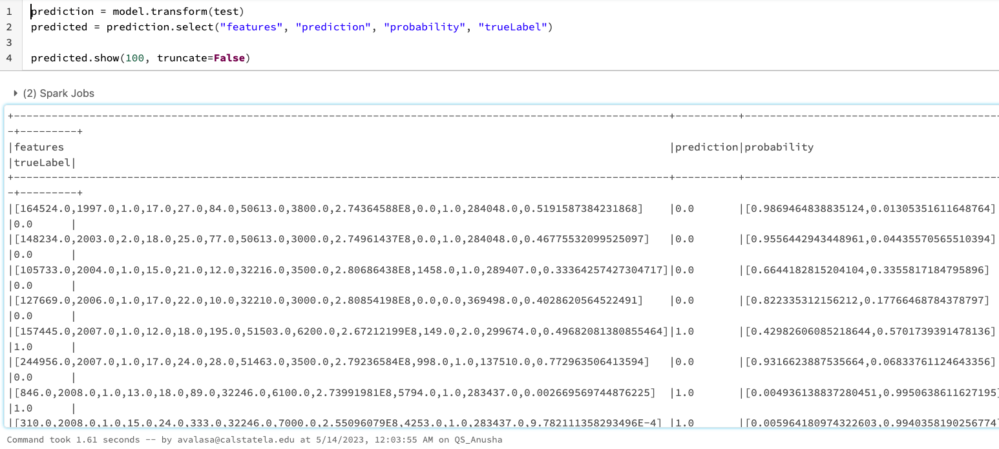 1 prediction = model.transform(test)
2 predicted = prediction.select("features", "prediction", "probability", "trueLabel")
3
4 predicted.show(100, truncate=False)
(2) Spark Jobs
+--------------------------------------------------------------------------------------------------------+----------+----------------------------------------
-+---------+
|features |prediction|probability
|trueLabel|
+--------------------------------------------------------------------------------------------------------+----------+----------------------------------------
-+---------+
|[164524.0,1997.0,1.0,17.0,27.0,84.0,50613.0,3800.0,2.74364588E8,0.0,1.0,284048.0,0.5191587384231868] |0.0 |[0.9869464838835124,0.01305351611648764]
|0.0 |
|[148234.0,2003.0,2.0,18.0,25.0,77.0,50613.0,3000.0,2.74961437E8,0.0,1.0,284048.0,0.46775532099525097] |0.0 |[0.9556442943448961,0.04435570565510394]
|0.0 |
|[105733.0,2004.0,1.0,15.0,21.0,12.0,32216.0,3500.0,2.80686438E8,1458.0,1.0,289407.0,0.33364257427304717]|0.0 |[0.6644182815204104,0.3355817184795896]
|0.0 |
|[127669.0,2006.0,1.0,17.0,22.0,10.0,32210.0,3000.0,2.80854198E8,0.0,0.0,369498.0,0.4028620564522491] |0.0 |[0.822335312156212,0.17766468784378797]
|0.0 |
|[157445.0,2007.0,1.0,12.0,18.0,195.0,51503.0,6200.0,2.67212199E8,149.0,2.0,299674.0,0.49682081380855464]|1.0 |[0.42982606085218644,0.5701739391478136]
|1.0 |
|[244956.0,2007.0,1.0,17.0,24.0,28.0,51463.0,3500.0,2.79236584E8,998.0,1.0,137510.0,0.772963506413594] |0.0 |[0.9316623887535664,0.06833761124643356]
|0.0 |
|[846.0,2008.0,1.0,13.0,18.0,89.0,32246.0,6100.0,2.73991981E8,5794.0,1.0,283437.0,0.002669569744876225] |1.0 |[0.004936138837280451,0.9950638611627195]
|1.0 |
|[310.0,2008.0,1.0,15.0,24.0,333.0,32246.0,7000.0,2.55096079E8,4253.0,1.0,283437.0,9.782111358293496E-4] |1.0 |[0.005964180974322603,0.9940358190256774]
Command took 1.61 seconds -- by avalasa@calstatela.edu at 5/14/2023, 12:03:55 AM on QS_Anusha